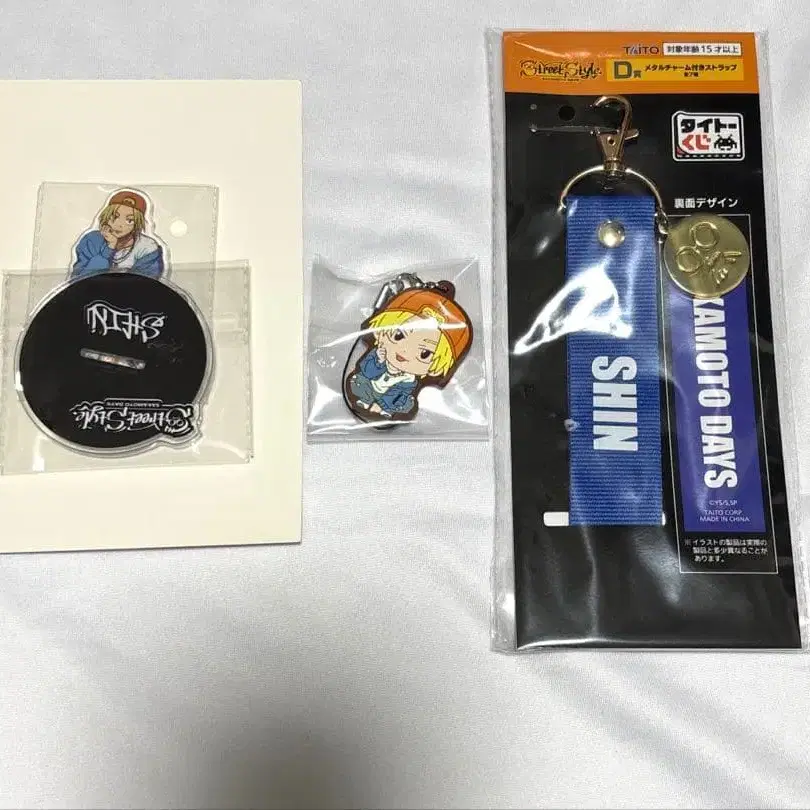 TAITO 対象年齢15才以上
Street Style
D賞 メタルチャーム付きストラップ
全7種
タイトー
くじ
裏面デザイン
SHIN
KAMOTO DAYS
©YS/S,SP
TAITO CORP.
MADE IN CHINA
※イラストの製品は実際の
製品と多少異なることが
あります。
SHIN
Street Style
SAKAMOTO DAYS